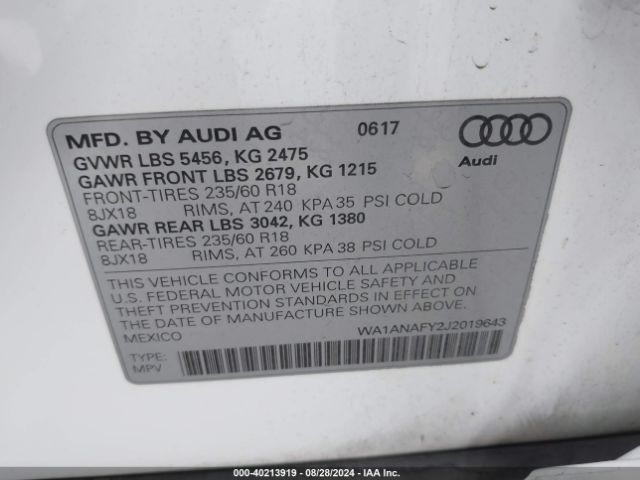 MFD. BY AUDI AG 0617
Audi
GVWR LBS 5456, KG 2475
GAWR FRONT LBS 2679, KG 1215
FRONT-TIRES 235/60 R18
8JX18 RIMS, AT 240 KPA 35 PSI COLD
GAWR REAR LBS 3042, KG 1380
REAR-TIRES 235/60 R18
8JX18 RIMS, AT 260 KPA 38 PSI COLD
THIS VEHICLE CONFORMS TO ALL APPLICABLE
U.S. FEDERAL MOTOR VEHICLE SAFETY AND
THEFT PREVENTION STANDARDS IN EFFECT ON
THE DATE OF MANUFACTURE SHOWN ABOVE.
MEXICO WA1ANAFY2J2019643
TYPE:
MPV
000-40213919 - 08/28/2024 - IAA Inc.